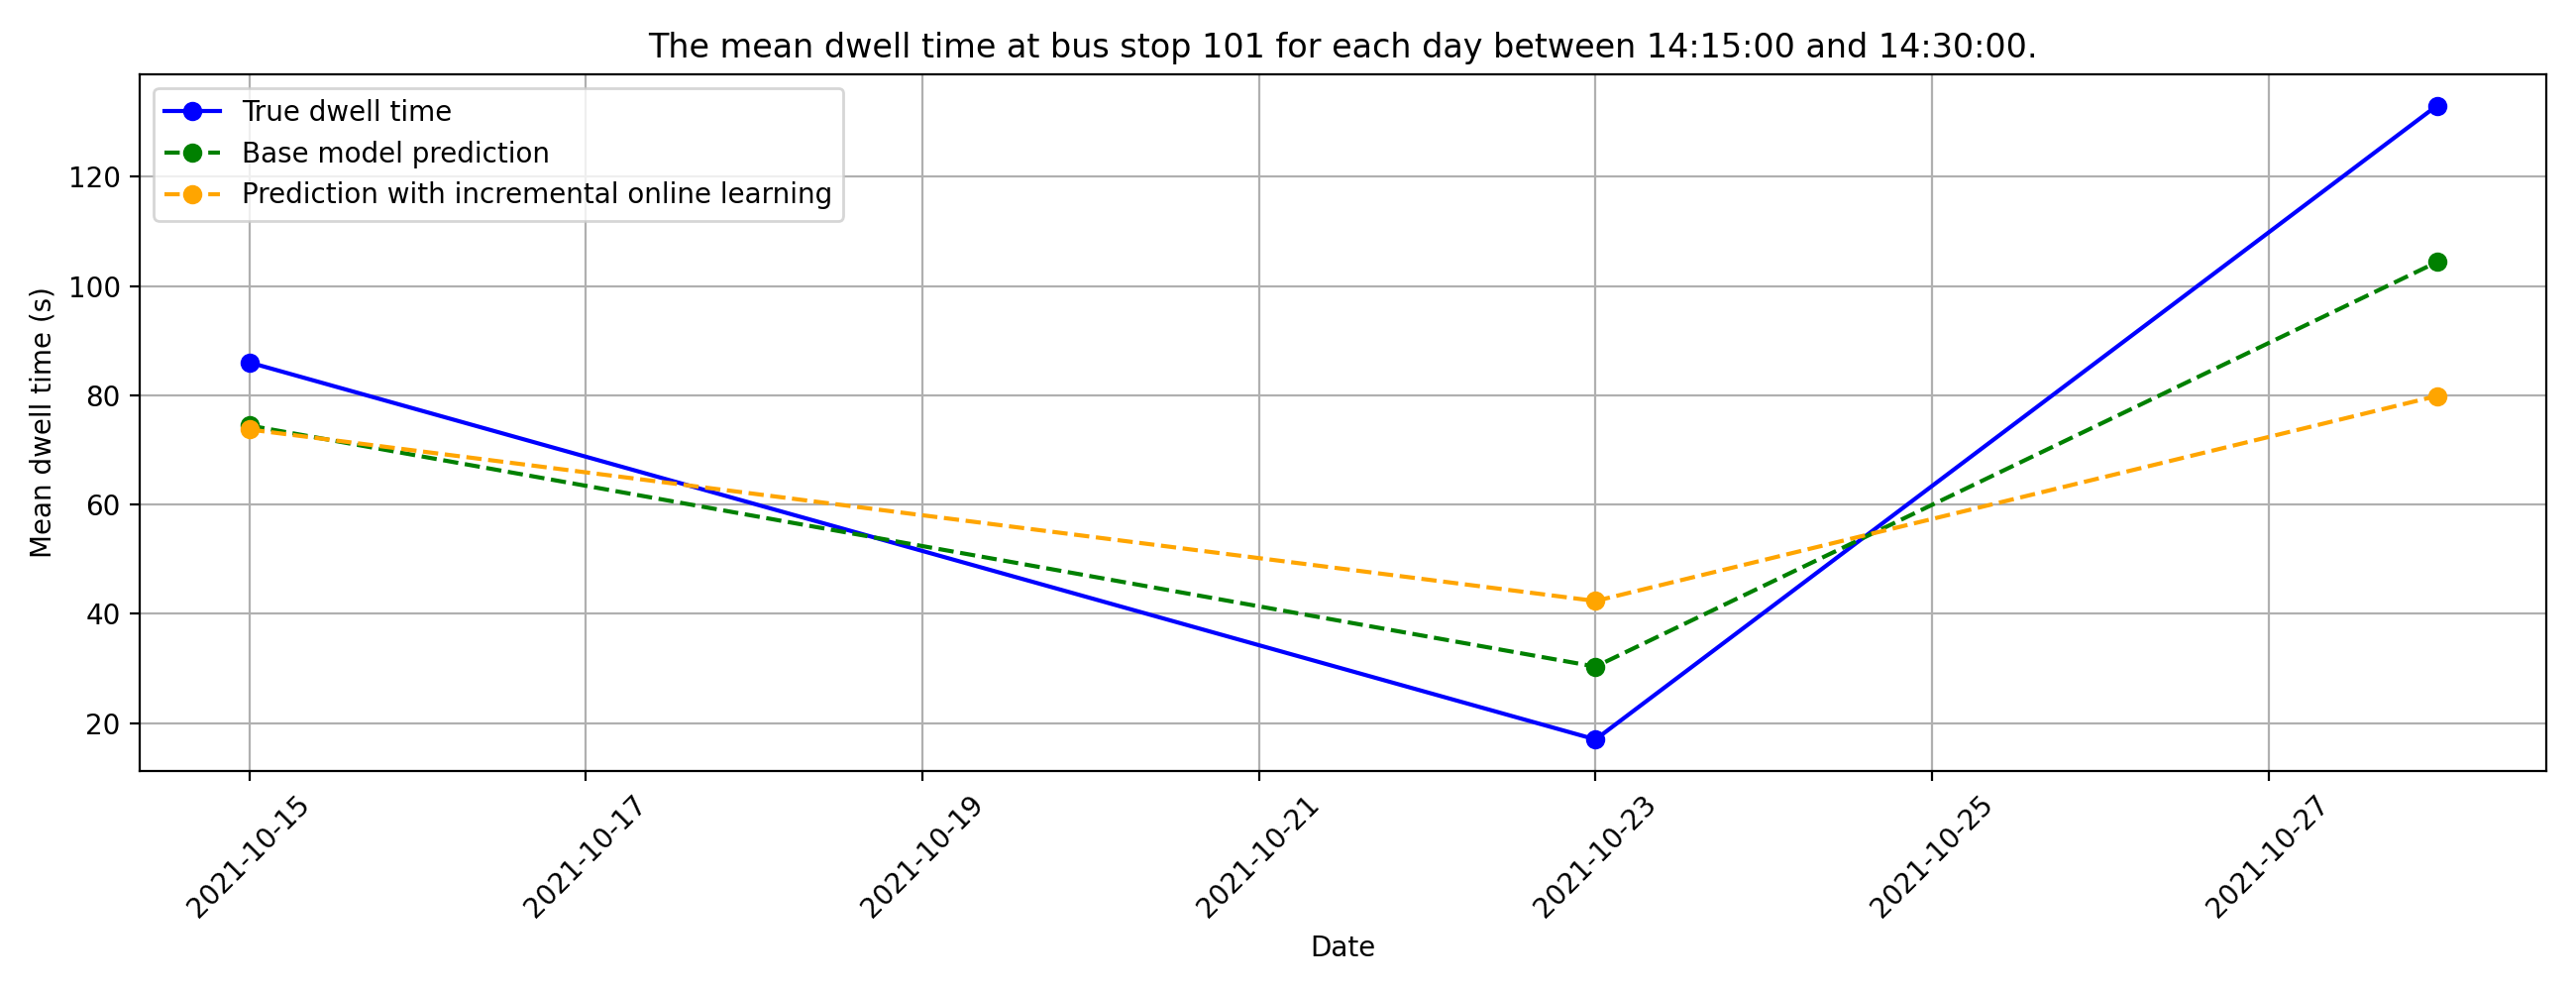 The mean dwell time at bus stop 101 for each day between 14:15:00 and 14:30:00.
True dwell time
Base model prediction
Prediction with incremental online learning
Mean dwell time (s)
120
100
80
60
40
20
2021-10-15
2021-10-17
2021-10-19
2021-10-21
2021-10-23
2021-10-25
2021-10-27
Date